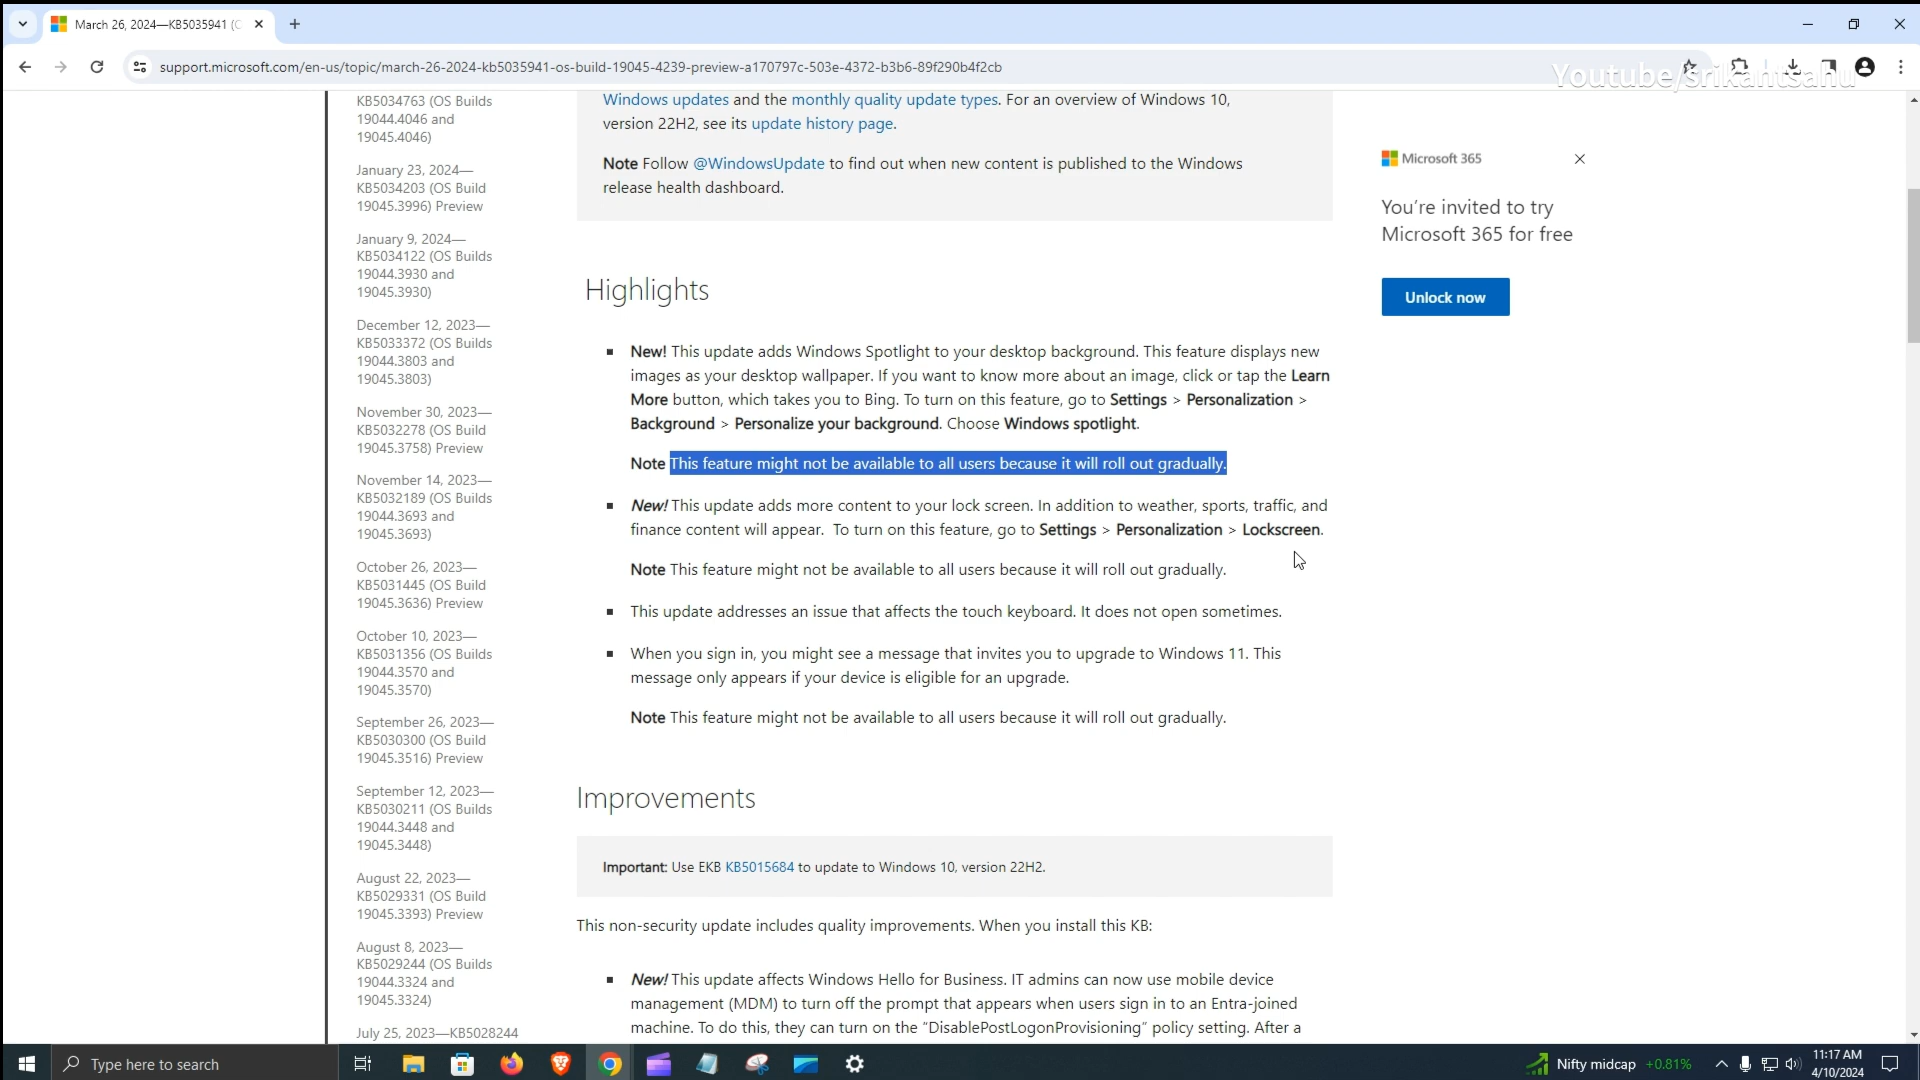 March 26, 2024—KB5035941 (
support.microsoft.com/en-us/topic/march-26-2024-kb5035941-os-build-19045-4239-preview-a170797c-503e-4372-b3b6-89f290b4f2cb
Youtube/srikantsahu
KB5034763 (OS Builds
19044.4046 and
19045.4046)
January 23, 2024—
KB5034203 (OS Build
19045.3996) Preview
January 9, 2024—
KB5034122 (OS Builds
19044.3930 and
19045.3930)
December 12, 2023—
KB5033372 (OS Builds
19044.3803 and
19045.3803)
November 30, 2023—
KB5032278 (OS Build
19045.3758) Preview
November 14, 2023—
KB5032189 (OS Builds
19044.3693 and
19045.3693)
October 26, 2023—
KB5031445 (OS Build
19045.3636) Preview
October 10, 2023—
KB5031356 (OS Builds
19044.3570 and
19045.3570)
September 26, 2023—
KB5030300 (OS Build
19045.3516) Preview
September 12, 2023—
KB5030211 (OS Builds
19044.3448 and
19045.3448)
August 22, 2023—
KB5029331 (OS Build
19045.3393) Preview
August 8, 2023—
KB5029244 (OS Builds
19044.3324 and
19045.3324)
July 25, 2023—KB5028244
Windows updates and the monthly quality update types. For an overview of Windows 10,
version 22H2, see its update history page.
Note Follow @WindowsUpdate to find out when new content is published to the Windows
release health dashboard.
Highlights
New! This update adds Windows Spotlight to your desktop background. This feature displays new
images as your desktop wallpaper. If you want to know more about an image, click or tap the Learn
More button, which takes you to Bing. To turn on this feature, go to Settings > Personalization >
Background > Personalize your background. Choose Windows spotlight.
Note This feature might not be available to all users because it will roll out gradually.
New! This update adds more content to your lock screen. In addition to weather, sports, traffic, and
finance content will appear.  To turn on this feature, go to Settings > Personalization > Lockscreen.
Note This feature might not be available to all users because it will roll out gradually.
This update addresses an issue that affects the touch keyboard. It does not open sometimes.
When you sign in, you might see a message that invites you to upgrade to Windows 11. This
message only appears if your device is eligible for an upgrade.
Note This feature might not be available to all users because it will roll out gradually.
Improvements
Important: Use EKB KB5015684 to update to Windows 10, version 22H2.
This non-security update includes quality improvements. When you install this KB:
New! This update affects Windows Hello for Business. IT admins can now use mobile device
management (MDM) to turn off the prompt that appears when users sign in to an Entra-joined
machine. To do this, they can turn on the “DisablePostLogonProvisioning” policy setting. After a
Microsoft 365
You’re invited to try
Microsoft 365 for free
Unlock now
Type here to search
Nifty midcap +0.81%
11:17 AM
4/10/2024